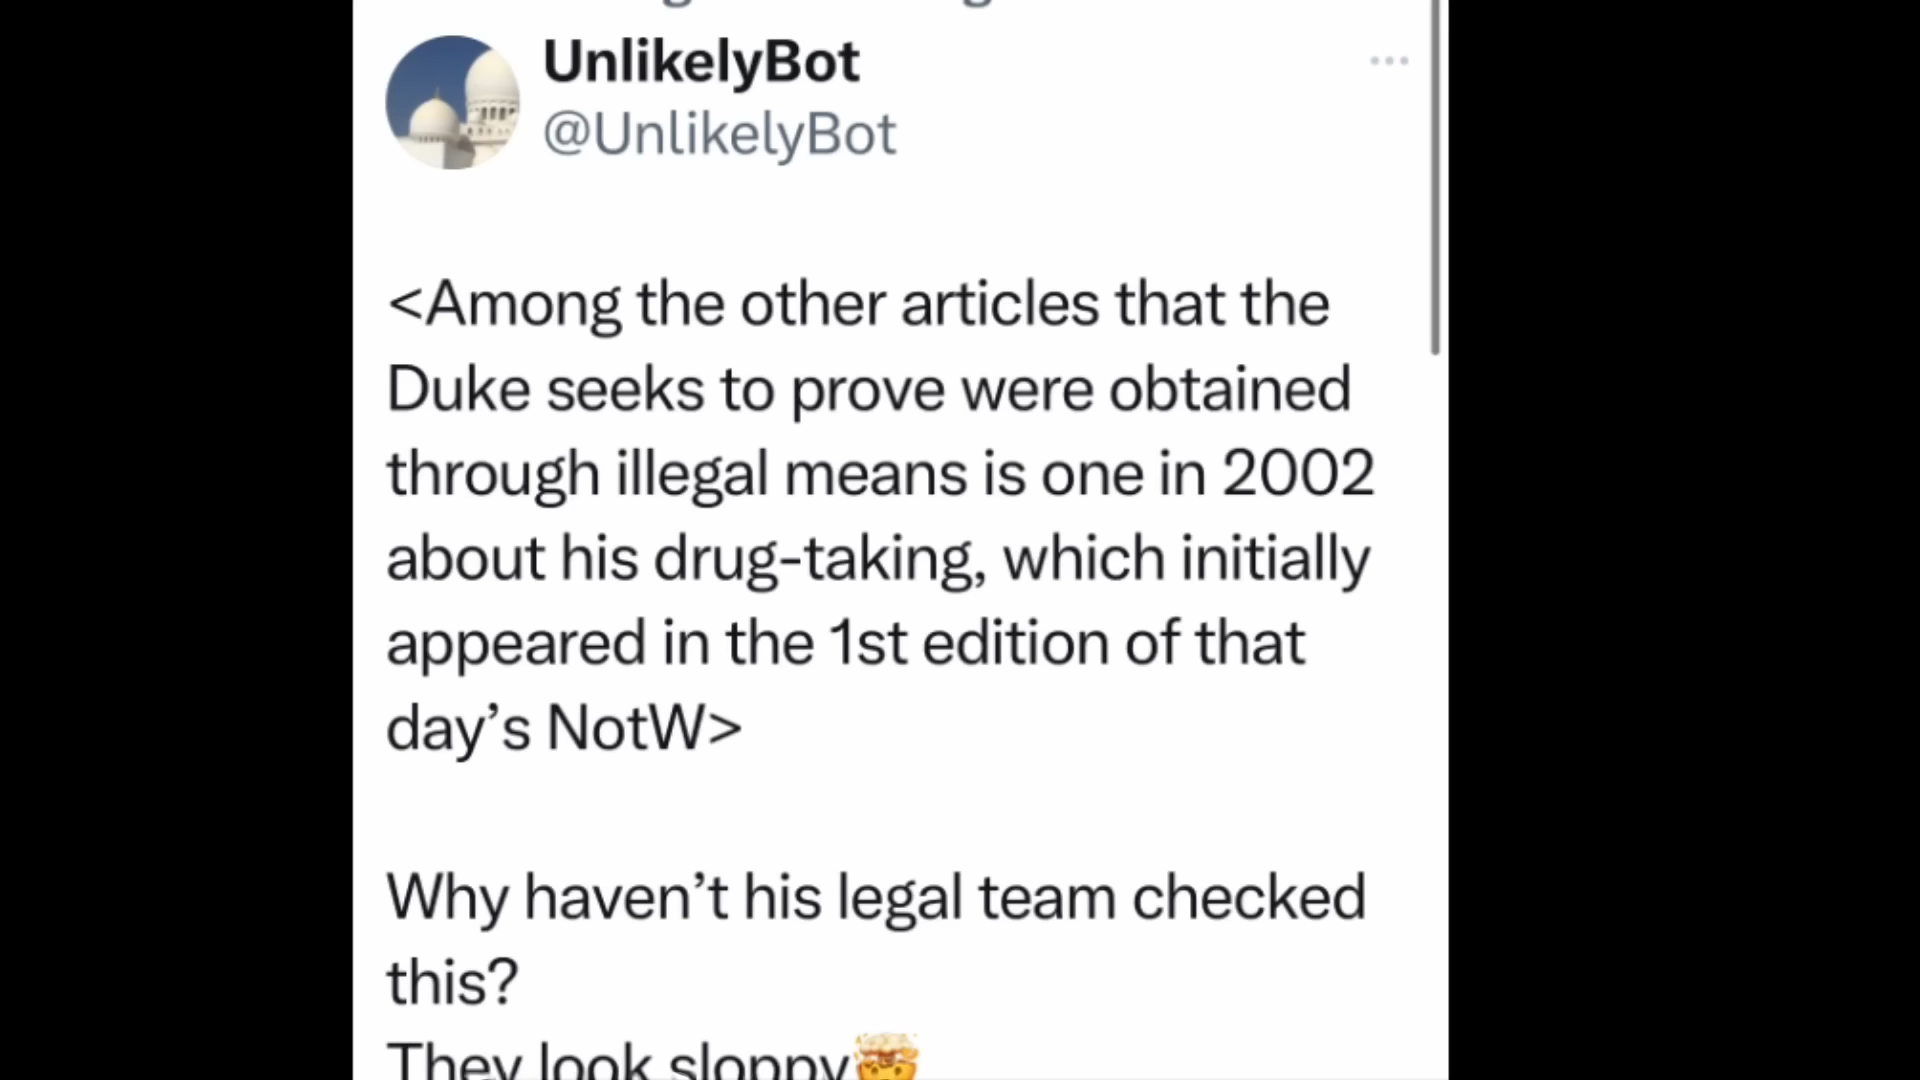 UnlikelyBot
@UnlikelyBot
<Among the other articles that the
Duke seeks to prove were obtained
through illegal means is one in 2002
about his drug-taking, which initially
appeared in the 1st edition of that
day’s NotW>
Why haven’t his legal team checked
this?
They look sloppy🤯